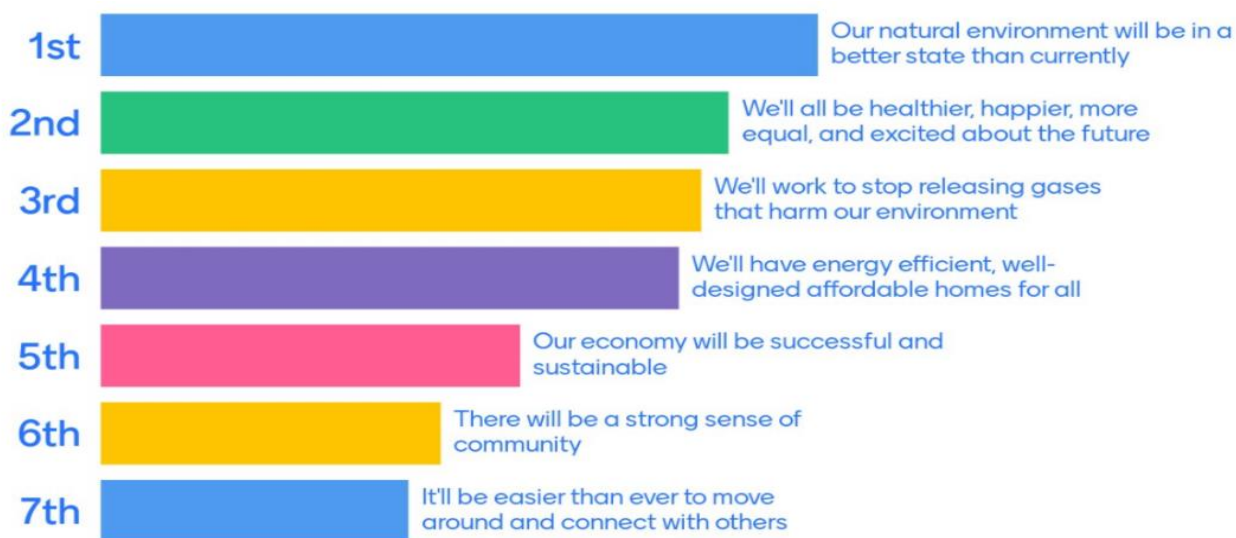 1st
Our natural environment will be in a
better state than currently
2nd
We'll all be healthier, happier, more
equal, and excited about the future
3rd
We'll work to stop releasing gases
that harm our environment
4th
We'll have energy efficient, well-
designed affordable homes for all
5th
Our economy will be successful and
sustainable
6th
There will be a strong sense of
community
7th
It'll be easier than ever to move
around and connect with others